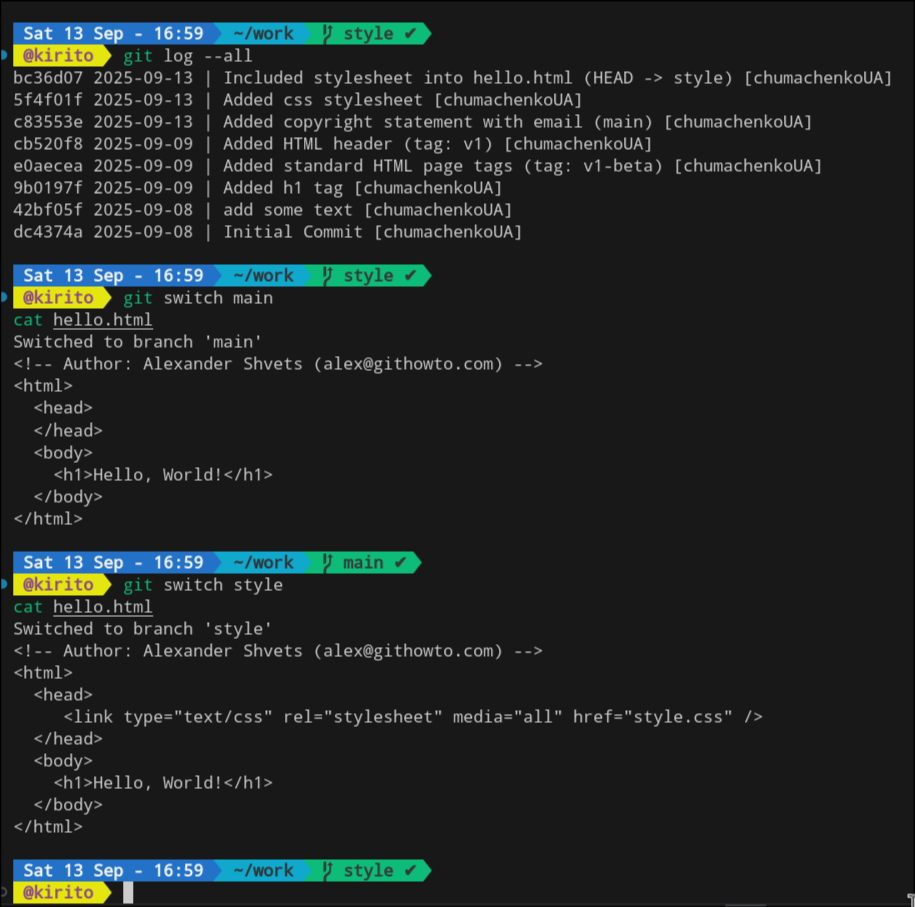 Sat 13 Sep - 16:59 ~/work style ✔
@kirito git log --all
bc36d07 2025-09-13 | Included stylesheet into hello.html (HEAD -> style) [chumachenkoUA]
5f4f01f 2025-09-13 | Added css stylesheet [chumachenkoUA]
c83553e 2025-09-13 | Added copyright statement with email (main) [chumachenkoUA]
cb520f8 2025-09-09 | Added HTML header (tag: v1) [chumachenkoUA]
e0aecea 2025-09-09 | Added standard HTML page tags (tag: v1-beta) [chumachenkoUA]
9b0197f 2025-09-09 | Added h1 tag [chumachenkoUA]
42bf05f 2025-09-08 | add some text [chumachenkoUA]
dc4374a 2025-09-08 | Initial Commit [chumachenkoUA]
Sat 13 Sep - 16:59 ~/work style ✔
@kirito git switch main
cat hello.html
Switched to branch 'main'
<!-- Author: Alexander Shvets (alex@githowto.com) -->
<html>
  <head>
  </head>
  <body>
    <h1>Hello, World!</h1>
  </body>
</html>
Sat 13 Sep - 16:59 ~/work main ✔
@kirito git switch style
cat hello.html
Switched to branch 'style'
<!-- Author: Alexander Shvets (alex@githowto.com) -->
<html>
  <head>
     <link type="text/css" rel="stylesheet" media="all" href="style.css" />
  </head>
  <body>
    <h1>Hello, World!</h1>
  </body>
</html>
Sat 13 Sep - 16:59 ~/work style ✔
@kirito